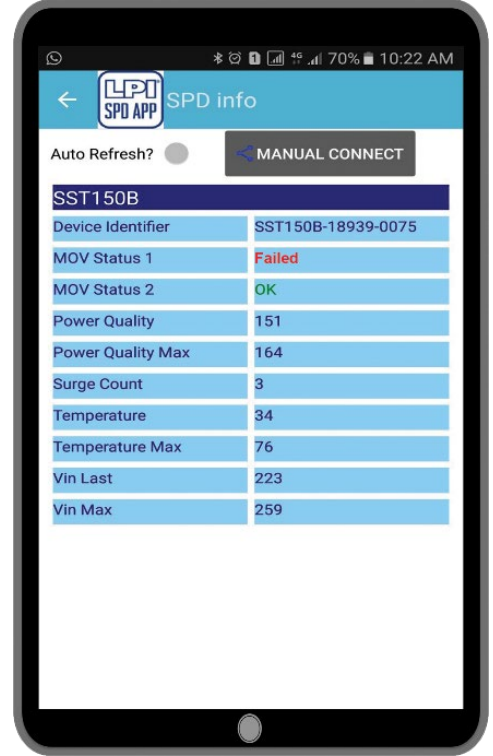 4G 70% 10:22 AM
LPI
SPD APP
SPD info
Auto Refresh?
MANUAL CONNECT
SST150B
Device Identifier SST150B-18939-0075
MOV Status 1 Failed
MOV Status 2 OK
Power Quality 151
Power Quality Max 164
Surge Count 3
Temperature 34
Temperature Max 76
Vin Last 223
Vin Max 259